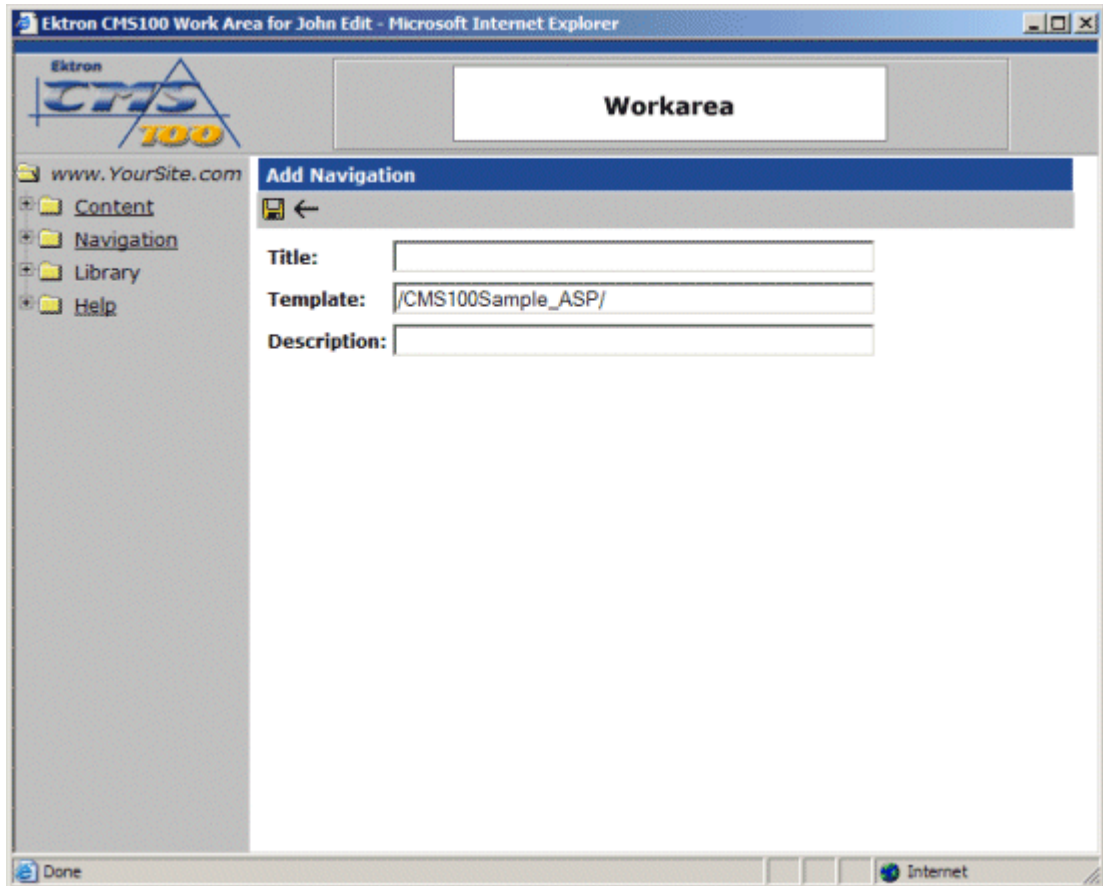 Ektron CMS100 Work Area for John Edit - Microsoft Internet Explorer
Ektron
CMS
100
Workarea
www.YourSite.com
Content
Navigation
Library
Help
Add Navigation
Title:
Template: /CMS100Sample_ASP/
Description:
Done
Internet